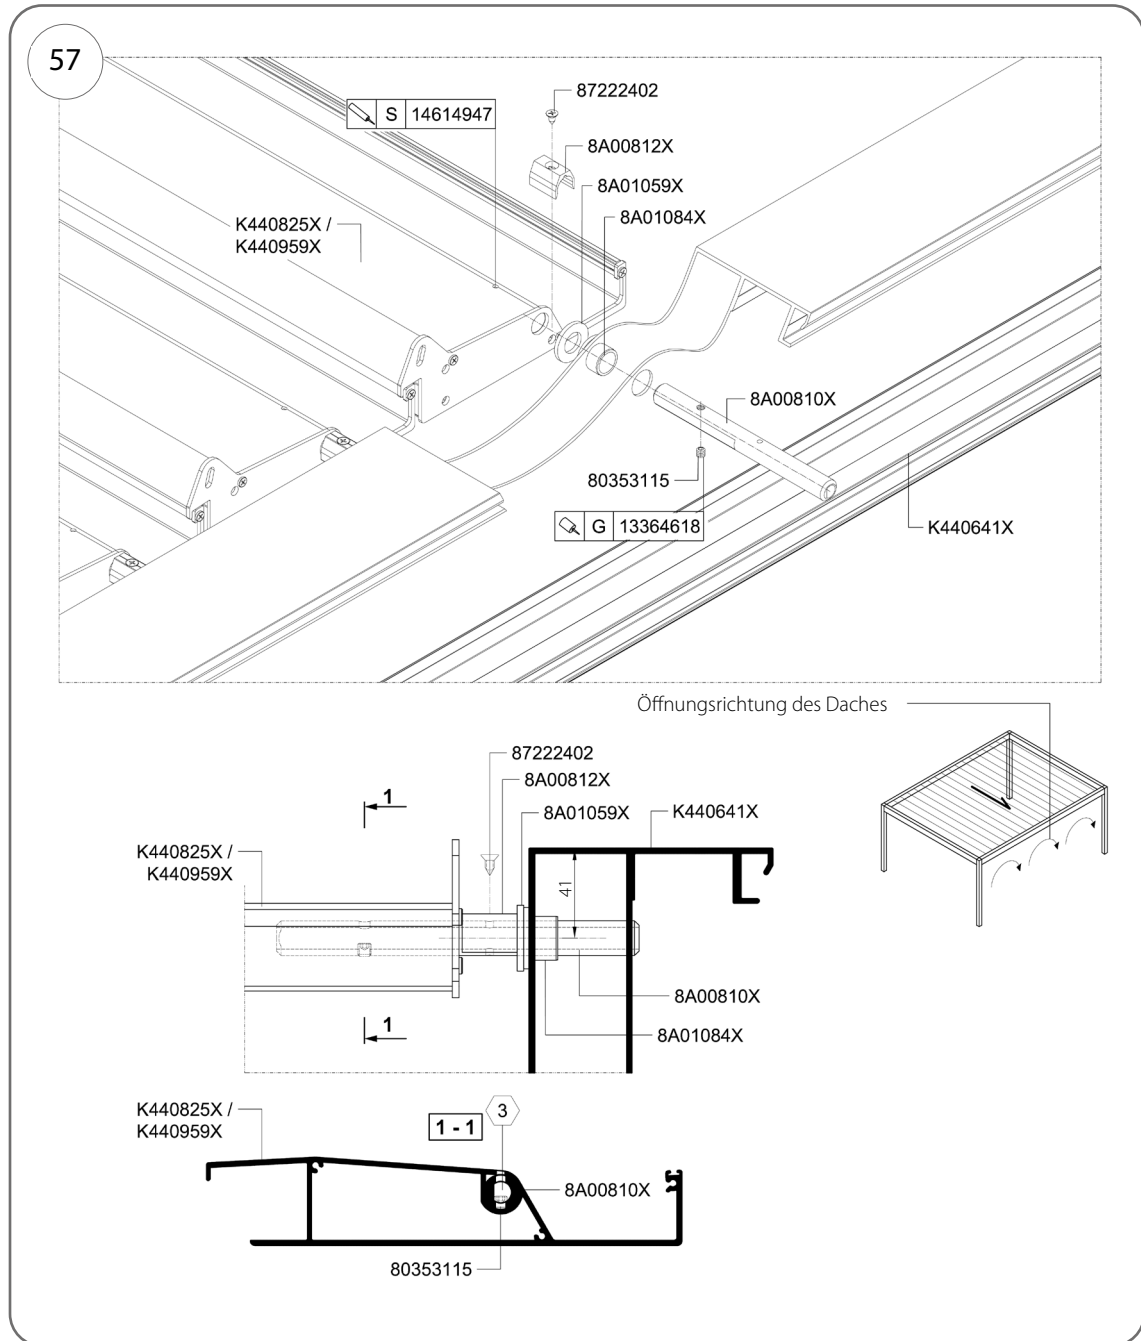 57
87222402
S 14614947
8A00812X
8A01059X
8A01084X
K440825X /
K440959X
8A00810X
80353115
G 13364618
K440641X
Öffnungsrichtung des Daches
87222402
8A00812X
1
8A01059X
K440641X
K440825X /
K440959X
41
8A00810X
1
8A01084X
K440825X /
K440959X
3
1 - 1
8A00810X
80353115